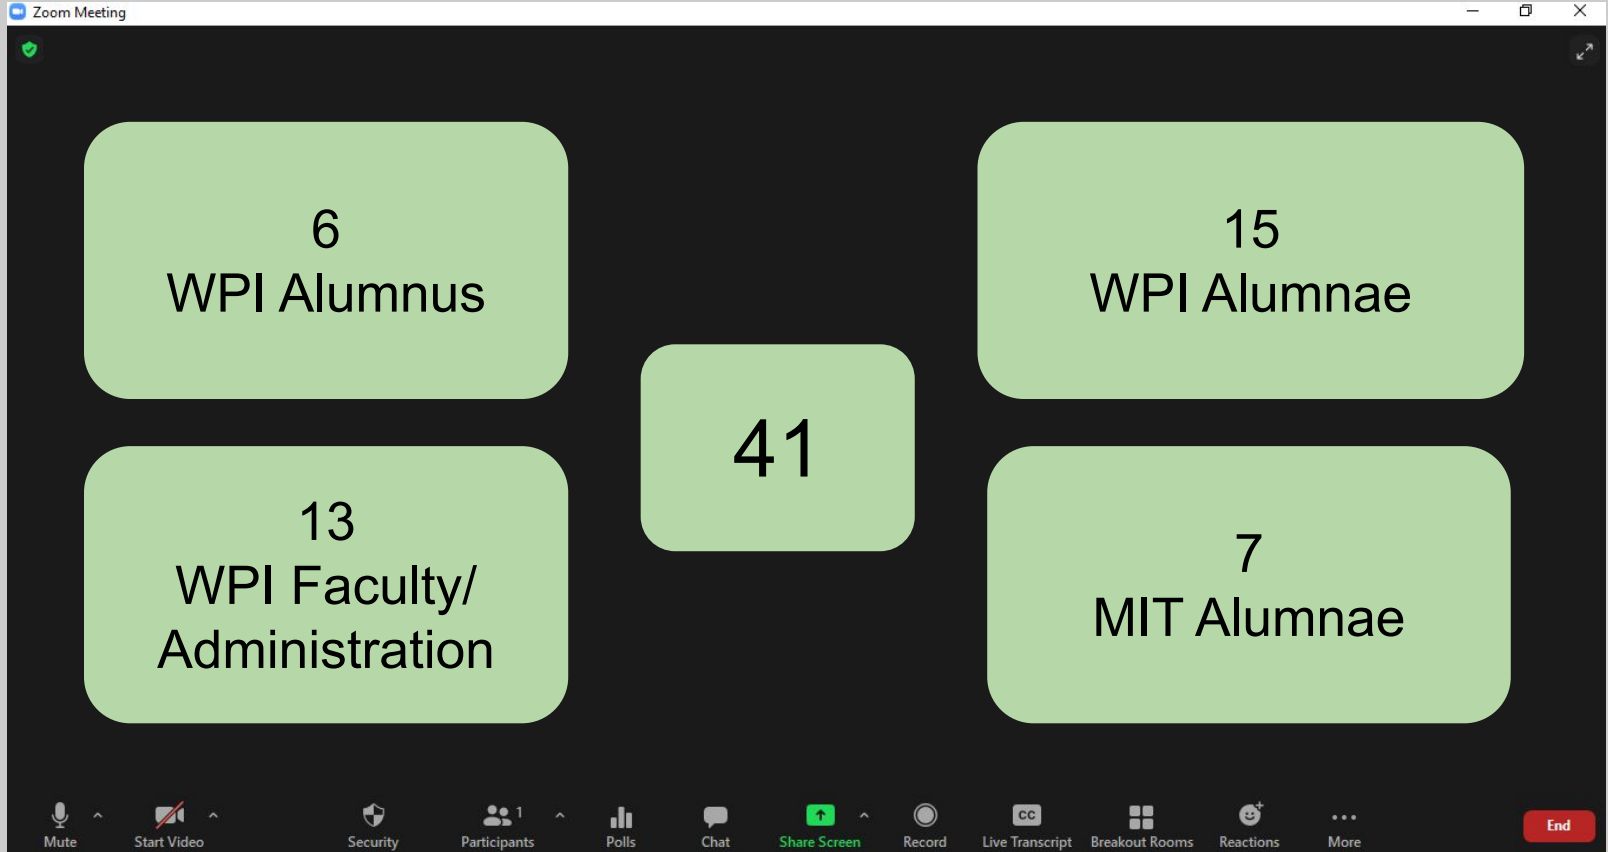 Zoom Meeting
6
WPI Alumnus
15
WPI Alumnae
41
13
WPI Faculty/
Administration
7
MIT Alumnae
Mute
Start Video
Security
1
Participants
Polls
Chat
Share Screen
Record
CC
Live Transcript
Breakout Rooms
Reactions
More
End